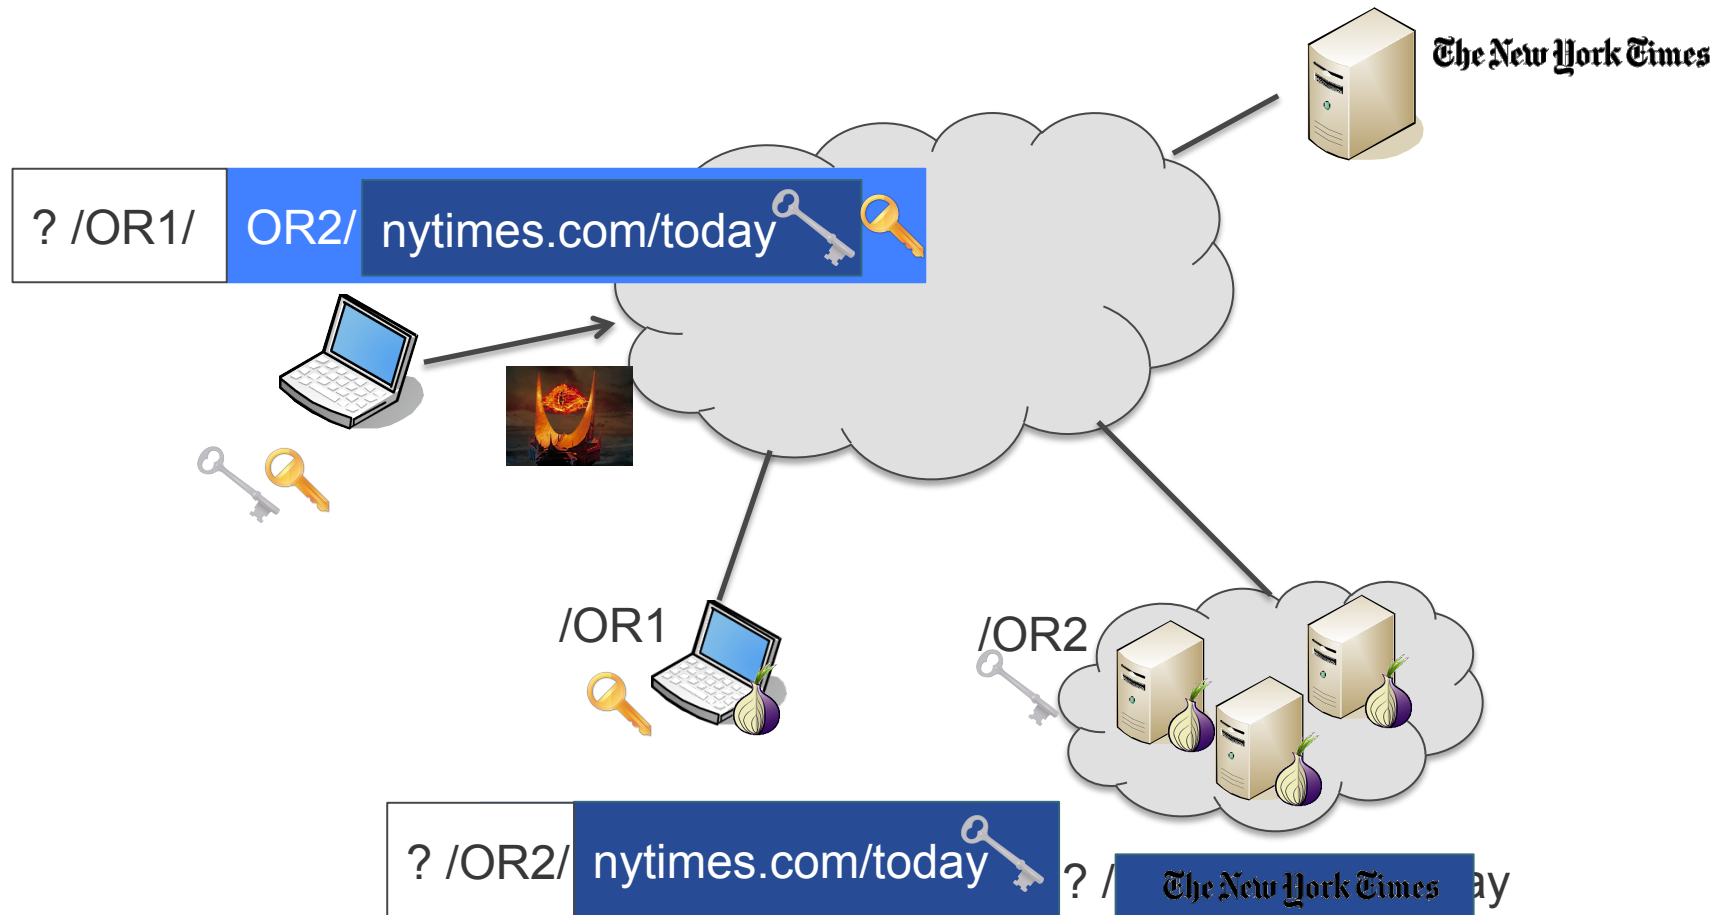 The New York Times
? /OR1/ OR2/ nytimes.com/today
/OR1
/OR2
? /OR2/ nytimes.com/today
? / The New York Times ay